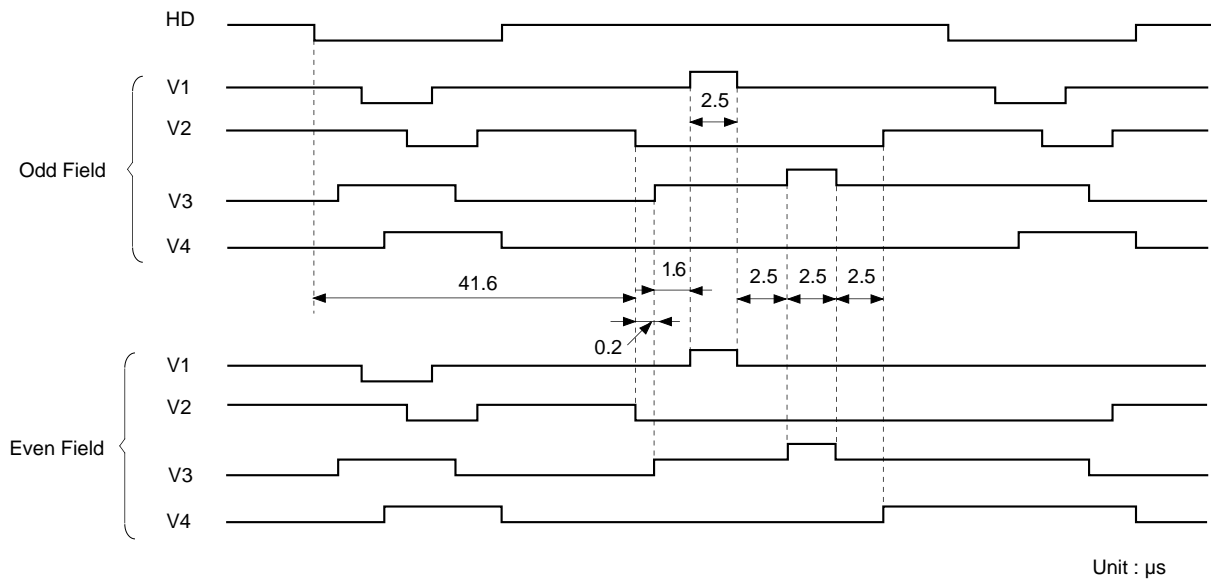 HD
V1
2.5
V2
Odd Field
V3
V4
1.6
2.5 2.5 2.5
41.6
0.2
V1
V2
Even Field
V3
V4
Unit : μs